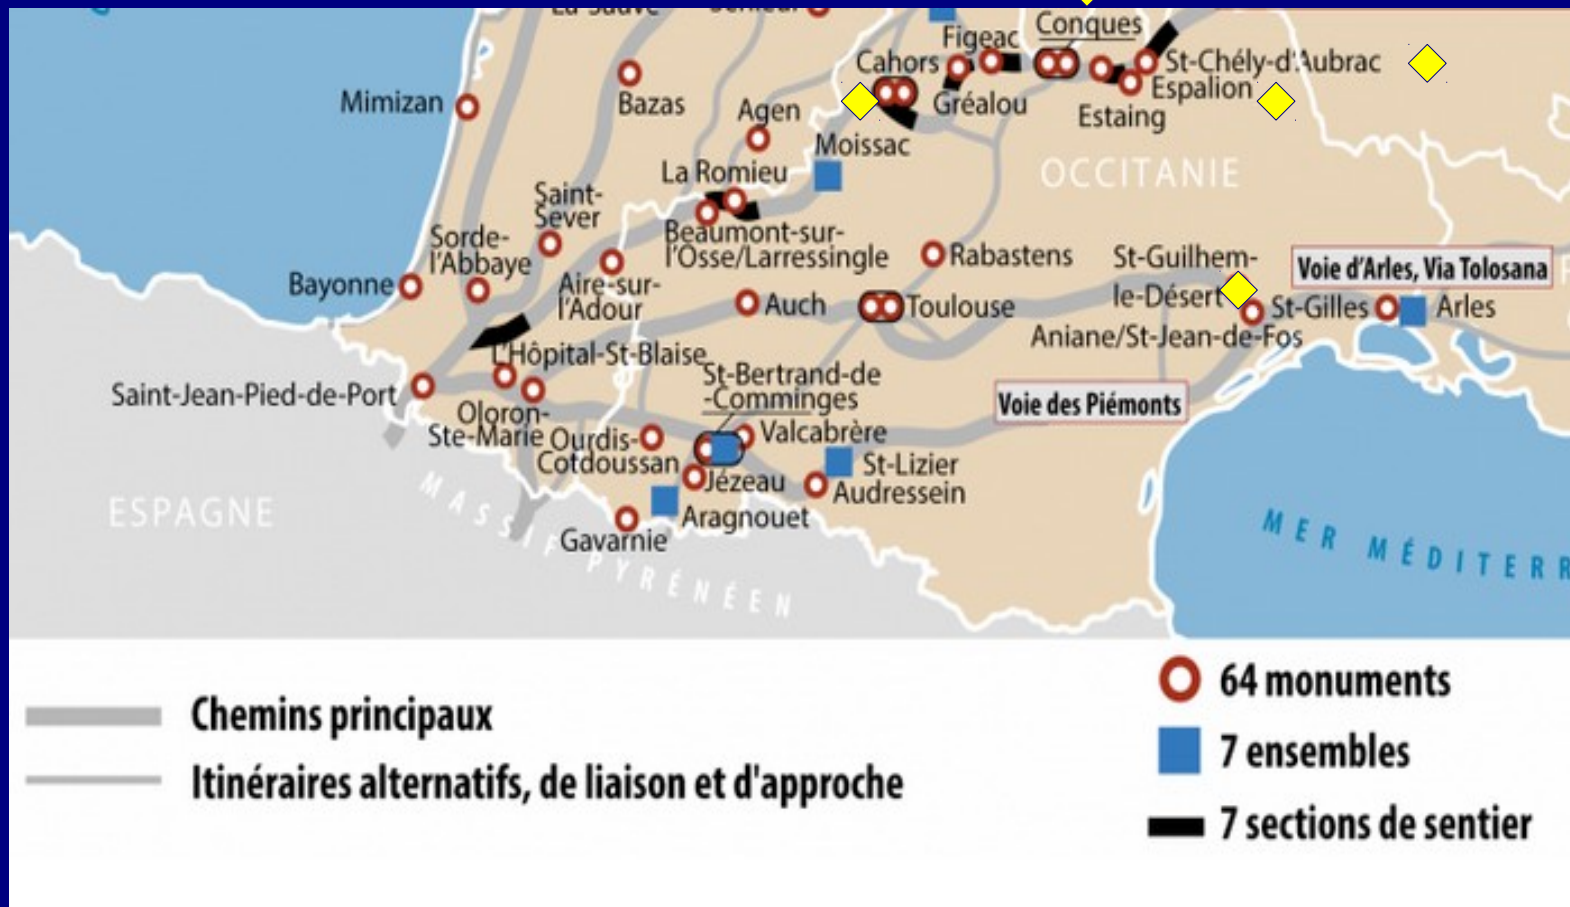 Conques
Figeac
Cahors
St-Chély-d'Aubrac
Espalion
Mimizan
Bazas
Agen
Gréalou
Estaing
Moissac
La Romieu
OCCITANIE
Saint-
Sever
Sorde-
l'Abbaye
Beaumont-sur-
l'Osse/Larressingle
Rabastens
St-Guilhem-
le-Désert
Voie d'Arles, Via Tolosana
Bayonne
Aire-sur-
l'Adour
Auch
Toulouse
St-Gilles
Arles
Aniane/St-Jean-de-Fos
L'Hôpital-St-Blaise
Saint-Jean-Pied-de-Port
St-Bertrand-de
-Comminges
Voie des Piémonts
Oloron-
Ste-Marie
Ourdis-
Cotdoussan
Valcabrère
St-Lizier
Jézeau
Audressein
ESPAGNE
Aragnouet
Gavarnie
MASSIF PYRÉNÉEN
MER MÉDITERR
64 monuments
Chemins principaux
7 ensembles
Itinéraires alternatifs, de liaison et d'approche
7 sections de sentier